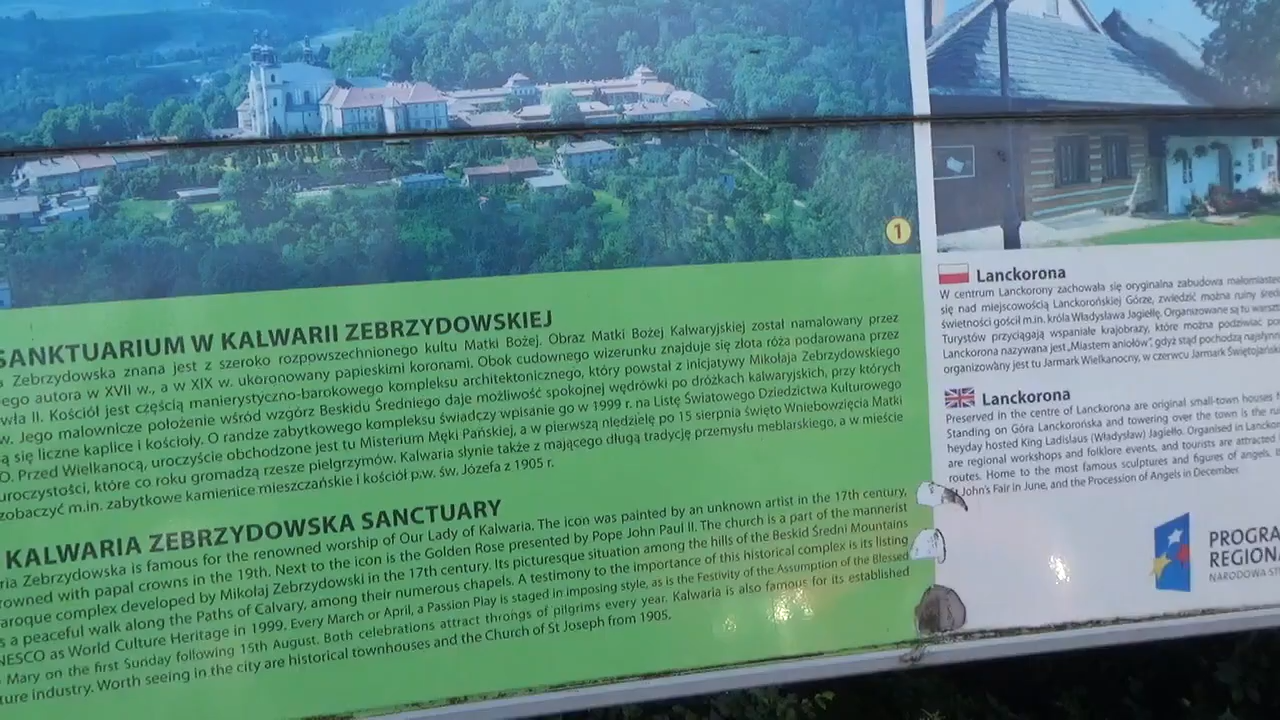 1
SANKTUARIUM W KALWARII ZEBRZYDOWSKIEJ
Zebrzydowska znana jest z szeroko rozpowszechnionego kultu Matki Bożej. Obraz Matki Bożej Kalwaryjskiej został namalowany przez
ego autora w XVII w., a w XIX w. ukoronowany papieskimi koronami. Obok cudownego wizerunku znajduje się złota róża podarowana przez
wła II. Kościół jest częścią manierystyczno-barokowego kompleksu architektonicznego, który powstał z inicjatywy Mikołaja Zebrzydowskiego
w. Jego malownicze położenie wśród wzgórz Beskidu Średniego daje możliwość spokojnej wędrówki po dróżkach kalwaryjskich, przy których
ą się liczne kaplice i kościoły. O randze zabytkowego kompleksu świadczy wpisanie go w 1999 r. na Listę Światowego Dziedzictwa Kulturowego
O. Przed Wielkanocą, uroczyście obchodzone jest tu Misterium Męki Pańskiej, a w pierwszą niedzielę po 15 sierpnia święto Wniebowzięcia Matki
uroczystości, które co roku gromadzą rzesze pielgrzymów. Kalwaria słynie także z mającego długą tradycję przemysłu meblarskiego, a w mieście
zobaczyć m.in. zabytkowe kamienice mieszczańskie i kościół p.w. św. Józefa z 1905 r.
KALWARIA ZEBRZYDOWSKA SANCTUARY
ria Zebrzydowska is famous for the renowned worship of Our Lady of Kalwaria. The icon was painted by an unknown artist in the 17th century,
rowned with papal crowns in the 19th. Next to the icon is the Golden Rose presented by Pope John Paul II. The church is a part of the mannerist
aroque complex developed by Mikołaj Zebrzydowski in the 17th century. Its picturesque situation among the hills of the Beskid Średni Mountains
s a peaceful walk along the Paths of Calvary, among their numerous chapels. A testimony to the importance of this historical complex is its listing
NESCO as World Culture Heritage in 1999. Every March or April, a Passion Play is staged in imposing style, as is the Festivity of the Assumption of the Blessed
Mary on the first Sunday following 15th August. Both celebrations attract throngs of pilgrims every year. Kalwaria is also famous for its established
ture industry. Worth seeing in the city are historical townhouses and the Church of St Joseph from 1905.
Lanckorona
W centrum Lanckorony zachowała się oryginalna zabudowa małomiaste
się nad miejscowością Lanckorońskiej Górze, zwiedzić można ruiny śred
świetności gościł m.in. króla Władysława Jagiełłę. Organizowane są tu warszt
Turystów przyciągają wspaniałe krajobrazy, które można podziwiać po
Lanckorona nazywana jest „Miastem aniołów”, gdyż stąd pochodzą najsłynn
organizowany jest tu Jarmark Wielkanocny, w czerwcu Jarmark Świętojański
Lanckorona
Preserved in the centre of Lanckorona are original small-town houses
Standing on Góra Lanckorońska and towering over the town is the ru
heyday hosted King Ladislaus (Władysław) Jagiełło. Organised in Lancko
are regional workshops and folklore events, and tourists are attracted
routes. Home to the most famous sculptures and figures of angels.
St John's Fair in June, and the Procession of Angels in December.
PROGRA
REGIONA
NARODOWA ST